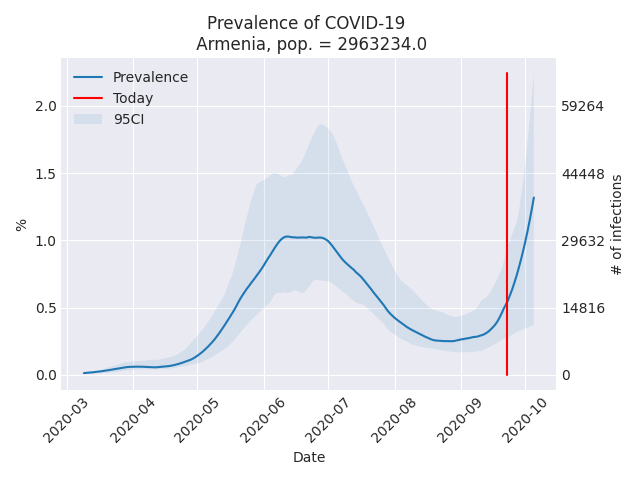 Prevalence of COVID-19
Armenia, pop. = 2963234.0
Prevalence
Today
95CI
2.0
1.5
1.0
0.5
0.0
%
59264
44448
29632
14816
0
# of infections
2020-03
2020-04
2020-05
2020-06
2020-07
2020-08
2020-09
2020-10
Date